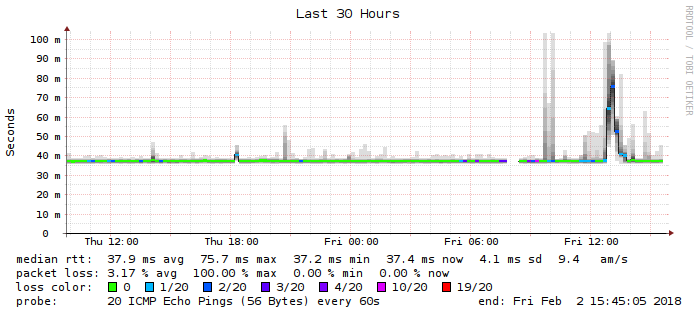 Last 30 Hours
RRDTOOL / TOBI OETIKER
Seconds
100 m
90 m
80 m
70 m
60 m
50 m
40 m
30 m
20 m
10 m
0
Thu 12:00 Thu 18:00 Fri 00:00 Fri 06:00 Fri 12:00
median rtt: 37.9 ms avg 75.7 ms max 37.2 ms min 37.4 ms now 4.1 ms sd 9.4 am/s
packet loss: 3.17 % avg 100.00 % max 0.00 % min 0.00 % now
loss color: 0 1/20 2/20 3/20 4/20 10/20 19/20
probe: 20 ICMP Echo Pings (56 Bytes) every 60s end: Fri Feb 2 15:45:05 2018